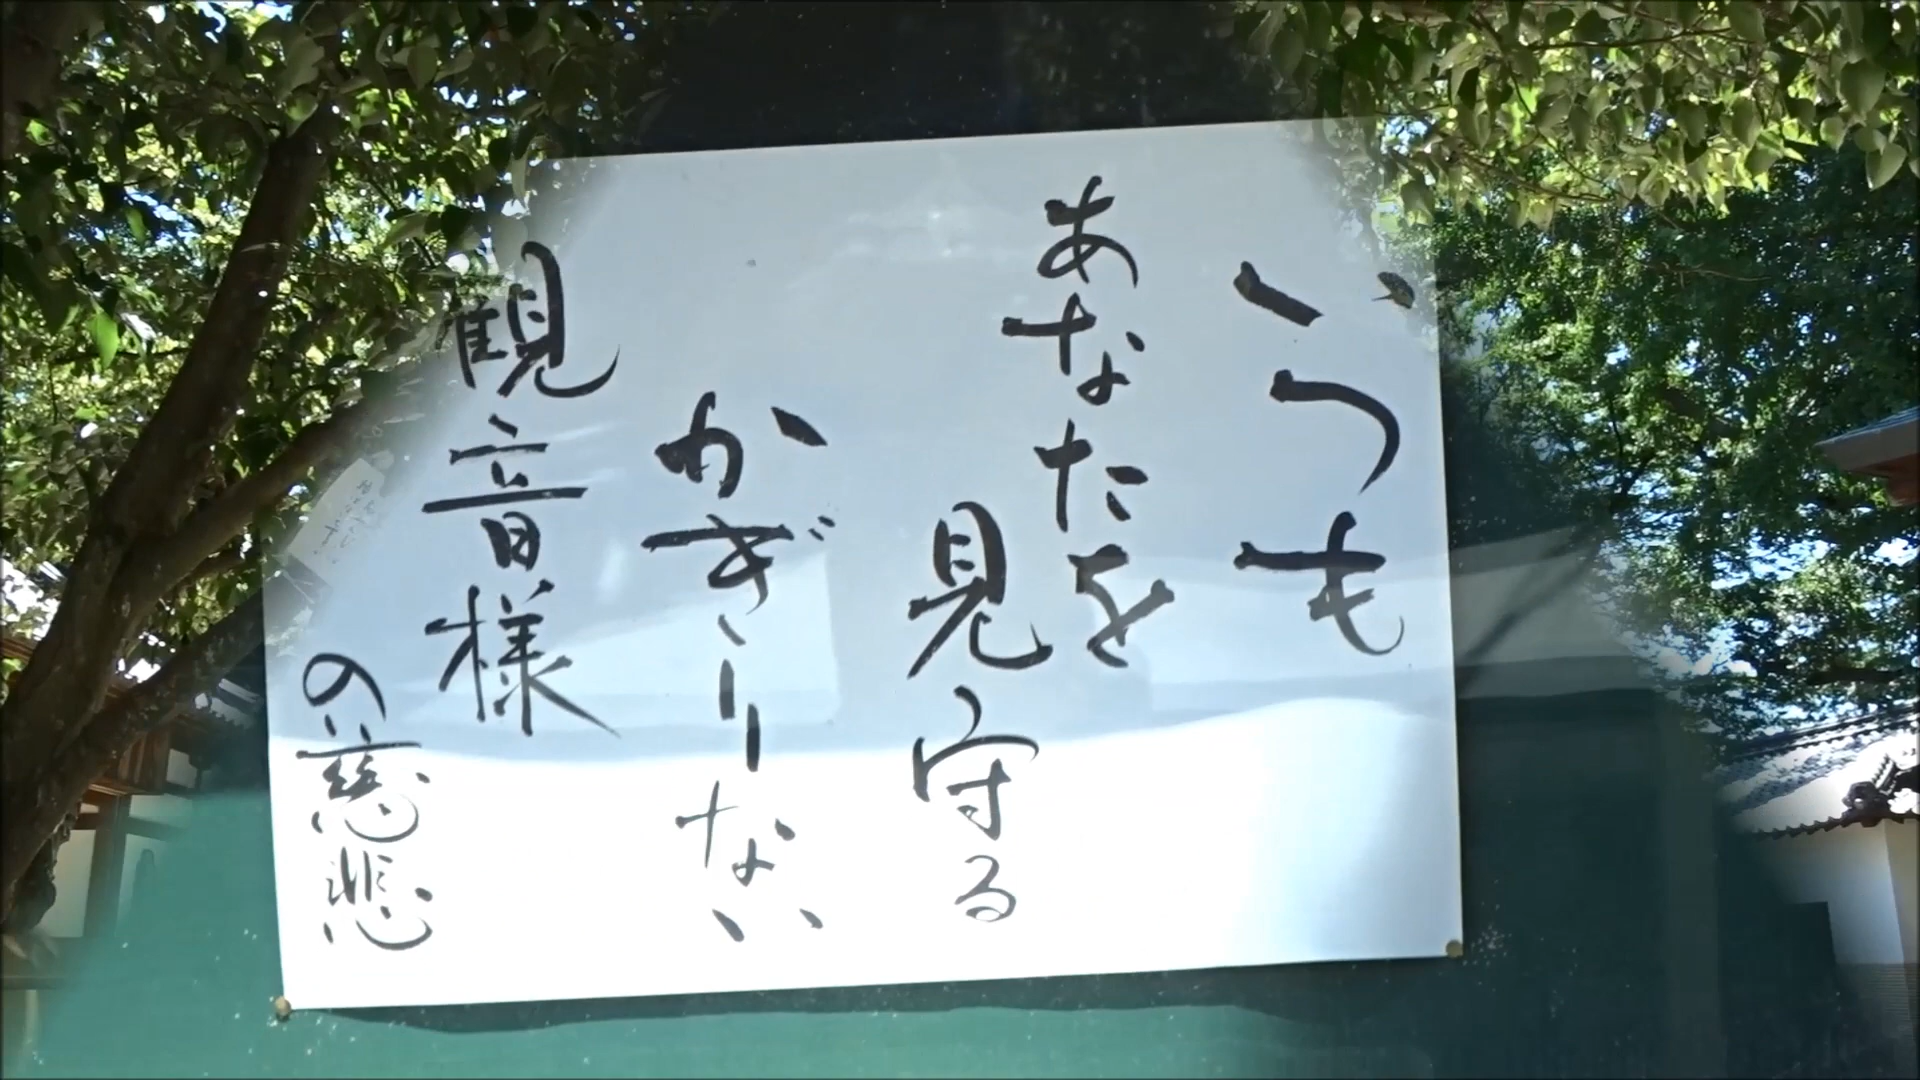 いつも
あなたを
見守る
かぎりない
観音様
の慈悲